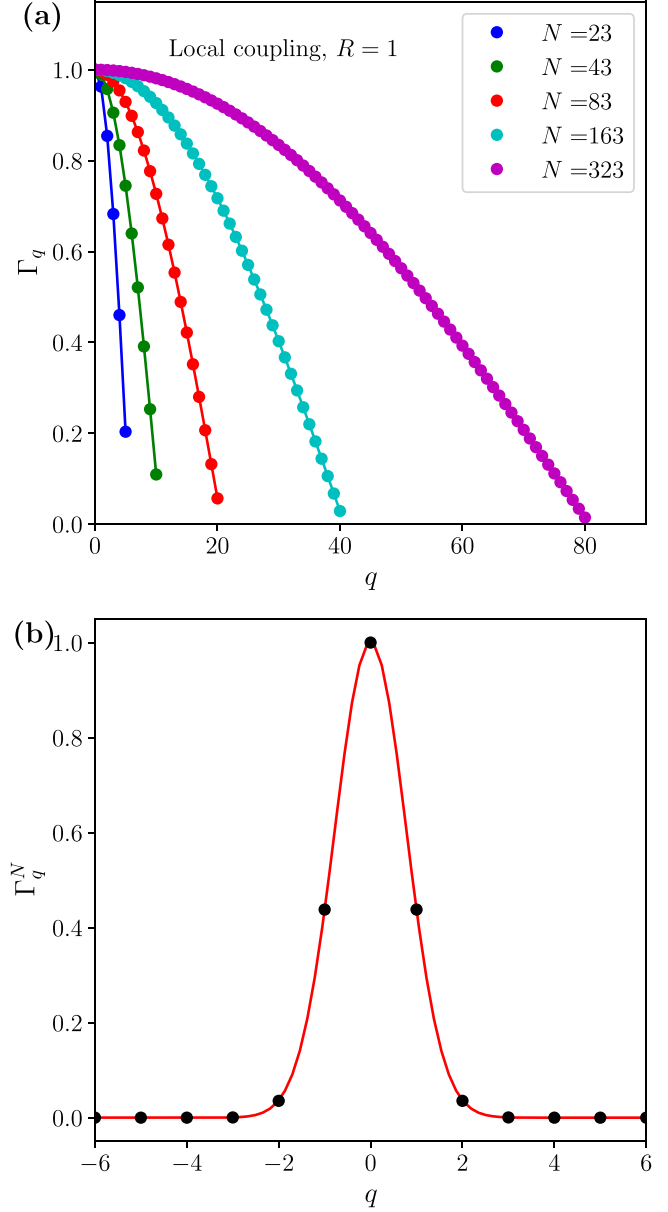 (a)
Local coupling, R = 1
N =23
N =43
N =83
N =163
N =323
1.0
0.8
0.6
0.4
0.2
0.0
Γ_q
0 20 40 60 80
q
(b)
1.0
0.8
0.6
0.4
0.2
0.0
Γ_q^N
−6 −4 −2 0 2 4 6
q